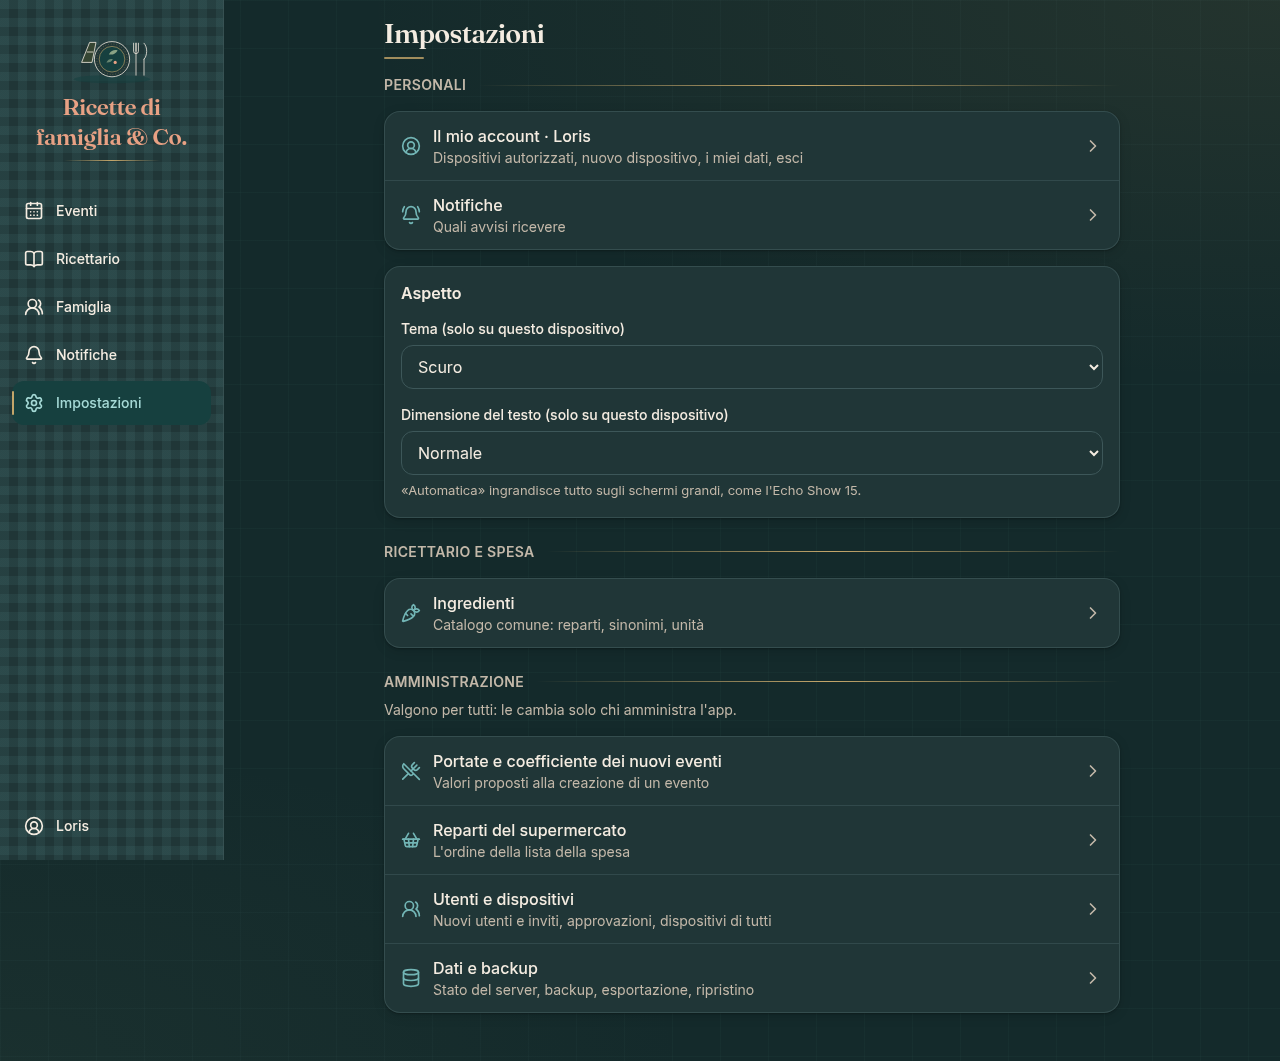 Ricette di
famiglia & Co.
Eventi
Ricettario
Famiglia
Notifiche
Impostazioni
Loris
Impostazioni
PERSONALI
Il mio account · Loris
Dispositivi autorizzati, nuovo dispositivo, i miei dati, esci
Notifiche
Quali avvisi ricevere
Aspetto
Tema (solo su questo dispositivo)
Scuro
Dimensione del testo (solo su questo dispositivo)
Normale
«Automatica» ingrandisce tutto sugli schermi grandi, come l'Echo Show 15.
RICETTARIO E SPESA
Ingredienti
Catalogo comune: reparti, sinonimi, unità
AMMINISTRAZIONE
Valgono per tutti: le cambia solo chi amministra l'app.
Portate e coefficiente dei nuovi eventi
Valori proposti alla creazione di un evento
Reparti del supermercato
L'ordine della lista della spesa
Utenti e dispositivi
Nuovi utenti e inviti, approvazioni, dispositivi di tutti
Dati e backup
Stato del server, backup, esportazione, ripristino